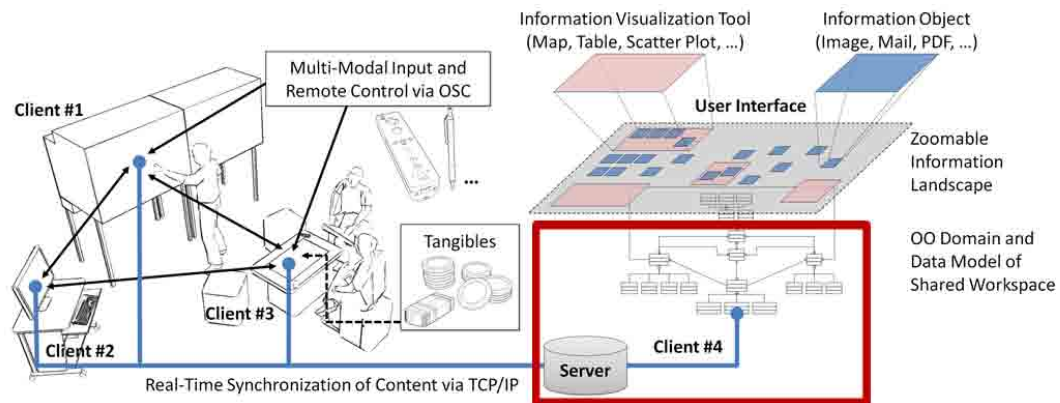 Information Visualization Tool
(Map, Table, Scatter Plot, ...)
Information Object
(Image, Mail, PDF, ...)
Multi-Modal Input and
Remote Control via OSC
Client #1
User Interface
Zoomable
Information
Landscape
...
Tangibles
OO Domain and
Data Model of
Shared Workspace
Client #3
Client #2
Client #4
Server
Real-Time Synchronization of Content via TCP/IP